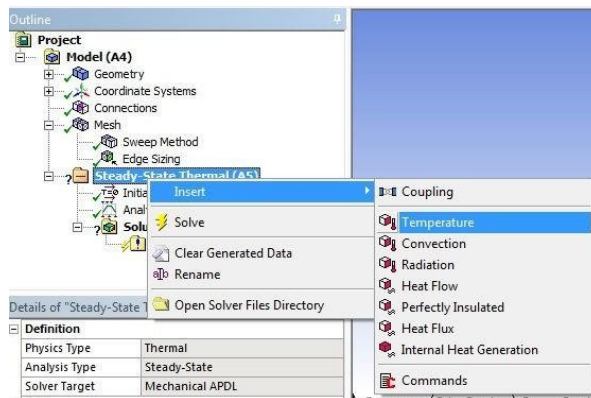 Outline
Project
Model (A4)
Geometry
Coordinate Systems
Connections
Mesh
Sweep Method
Edge Sizing
Steady-State Thermal (A5)
Insert
Coupling
Initia
Solve
Temperature
Anal
Convection
Solu
Clear Generated Data
Radiation
Rename
Heat Flow
Open Solver Files Directory
Perfectly Insulated
Details of "Steady-State T
Heat Flux
Definition
Internal Heat Generation
Physics Type Thermal
Analysis Type Steady-State
Commands
Solver Target Mechanical APDL